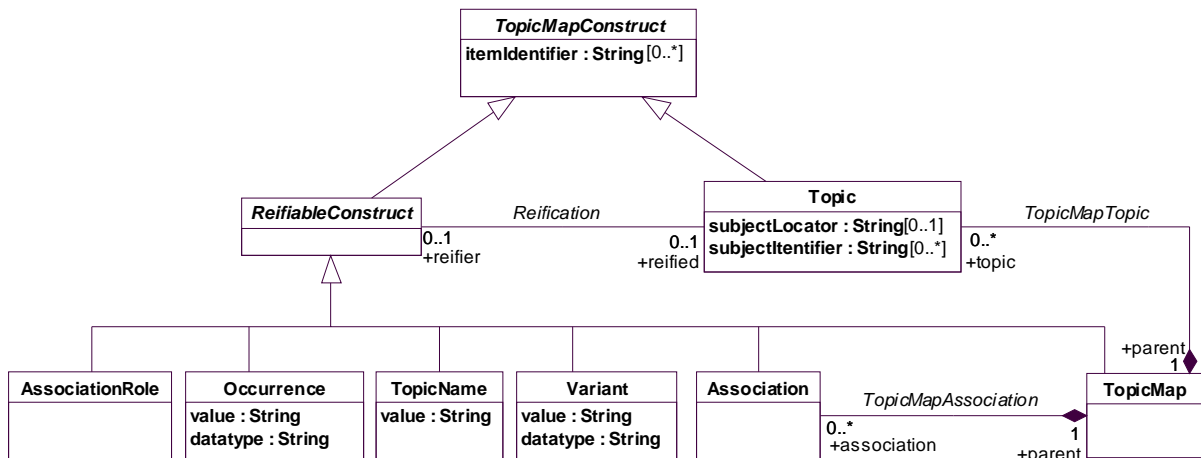 TopicMapConstruct
itemIdentifier : String[0..*]
ReifiableConstruct
Reification
0..1
+reifier
0..1
+reified
Topic
subjectLocator : String[0..1]
subjectItentifier : String[0..*]
TopicMapTopic
0..*
+topic
+parent
1
AssociationRole
Occurrence
value : String
datatype : String
TopicName
value : String
Variant
value : String
datatype : String
Association
TopicMapAssociation
0..*
+association
1
+parent
TopicMap